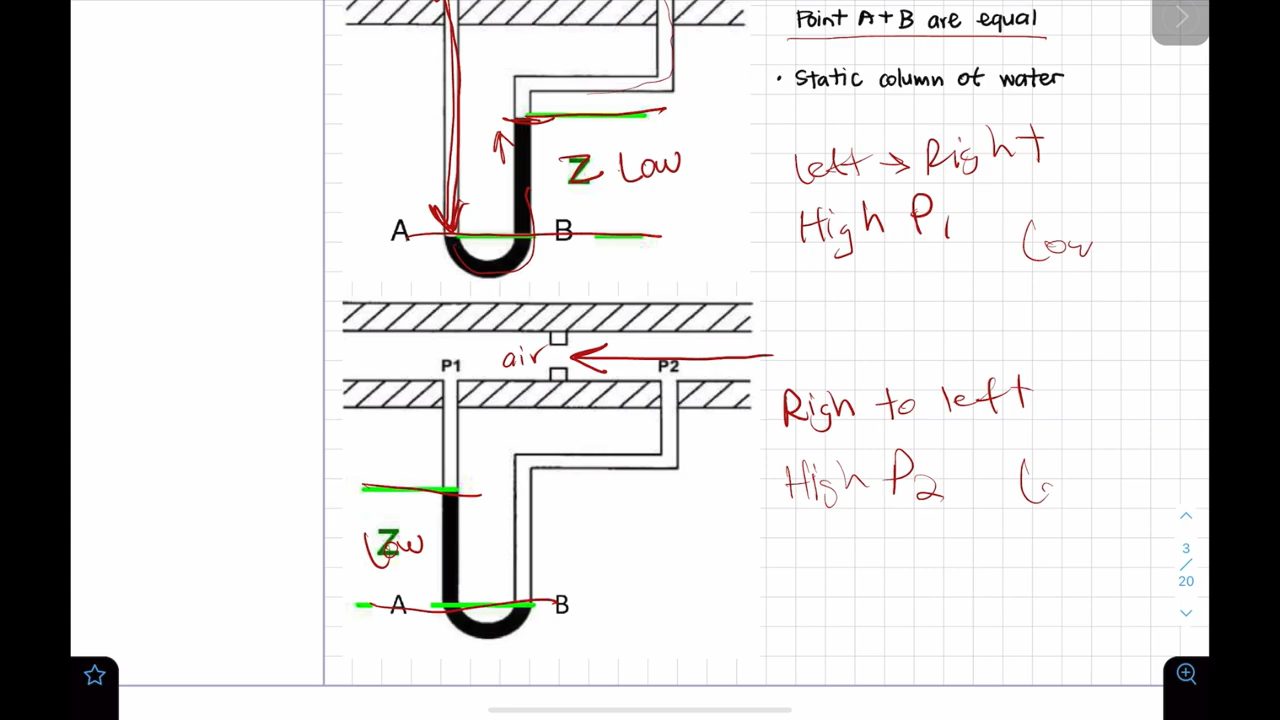 Point A+B are equal
• Static column of water
Z Low
left → Right
High P1 Low
A B
air
P1 P2
Righ to left
High P2
Z
Low
A B
3
/
20